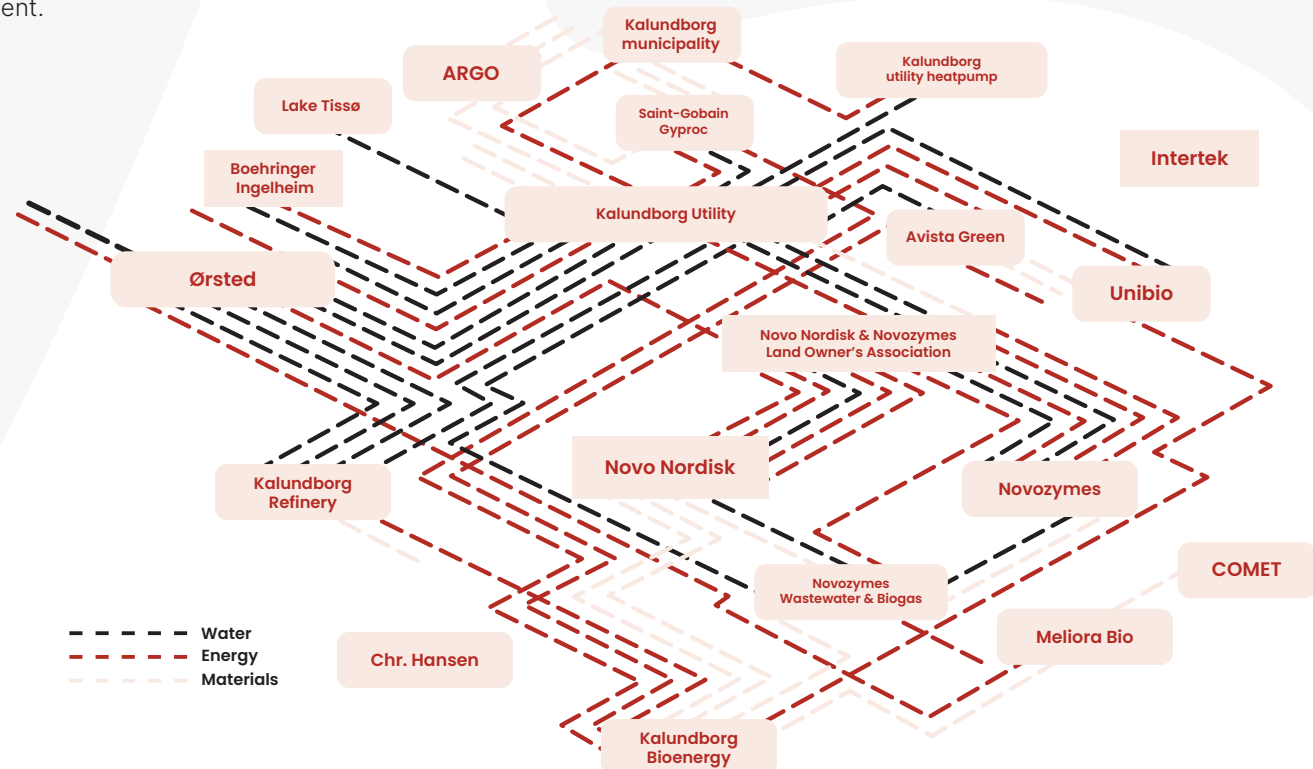 ent.
Kalundborg
municipality
ARGO
Kalundborg
utility heatpump
Lake Tissø
Saint-Gobain
Gyproc
Intertek
Boehringer
Ingelheim
Kalundborg Utility
Avista Green
Ørsted
Unibio
Novo Nordisk & Novozymes
Land Owner's Association
Novo Nordisk
Kalundborg
Refinery
Novozymes
COMET
Novozymes
Wastewater & Biogas
Water
Energy
Materials
Chr. Hansen
Meliora Bio
Kalundborg
Bioenergy